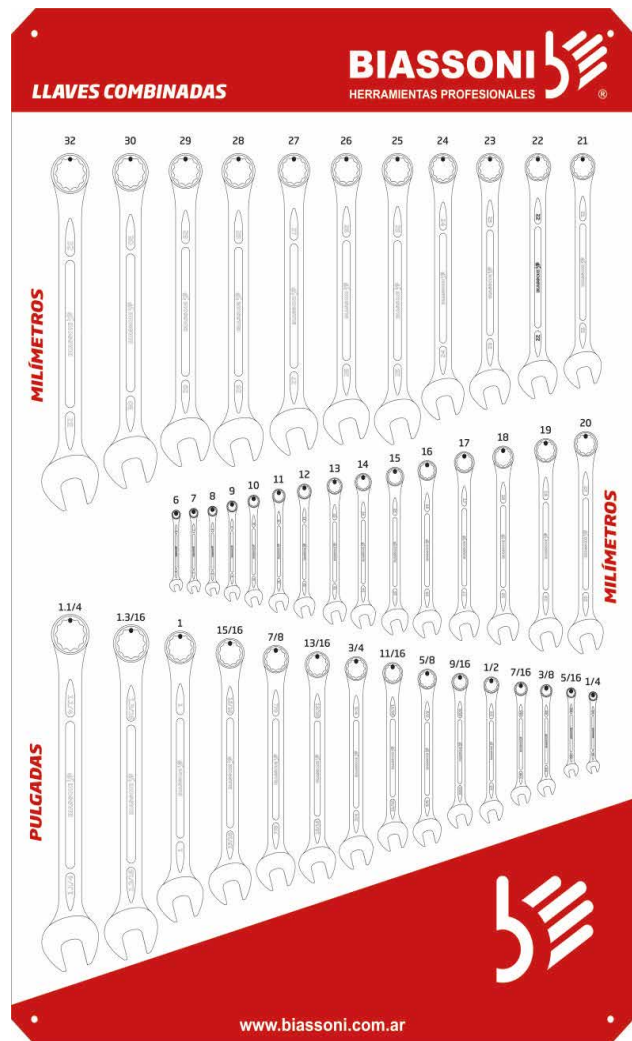 BIASSONI
LLAVES COMBINADAS
HERRAMIENTAS PROFESIONALES
®
32 30 29 28 27 26 25 24 23 22 21
MILÍMETROS
6 7 8 9 10 11 12 13 14 15 16 17 18 19 20
MILÍMETROS
1.1/4 1.3/16 1 15/16 7/8 13/16 3/4 11/16 5/8 9/16 1/2 7/16 3/8 5/16 1/4
PULGADAS
www.biassoni.com.ar